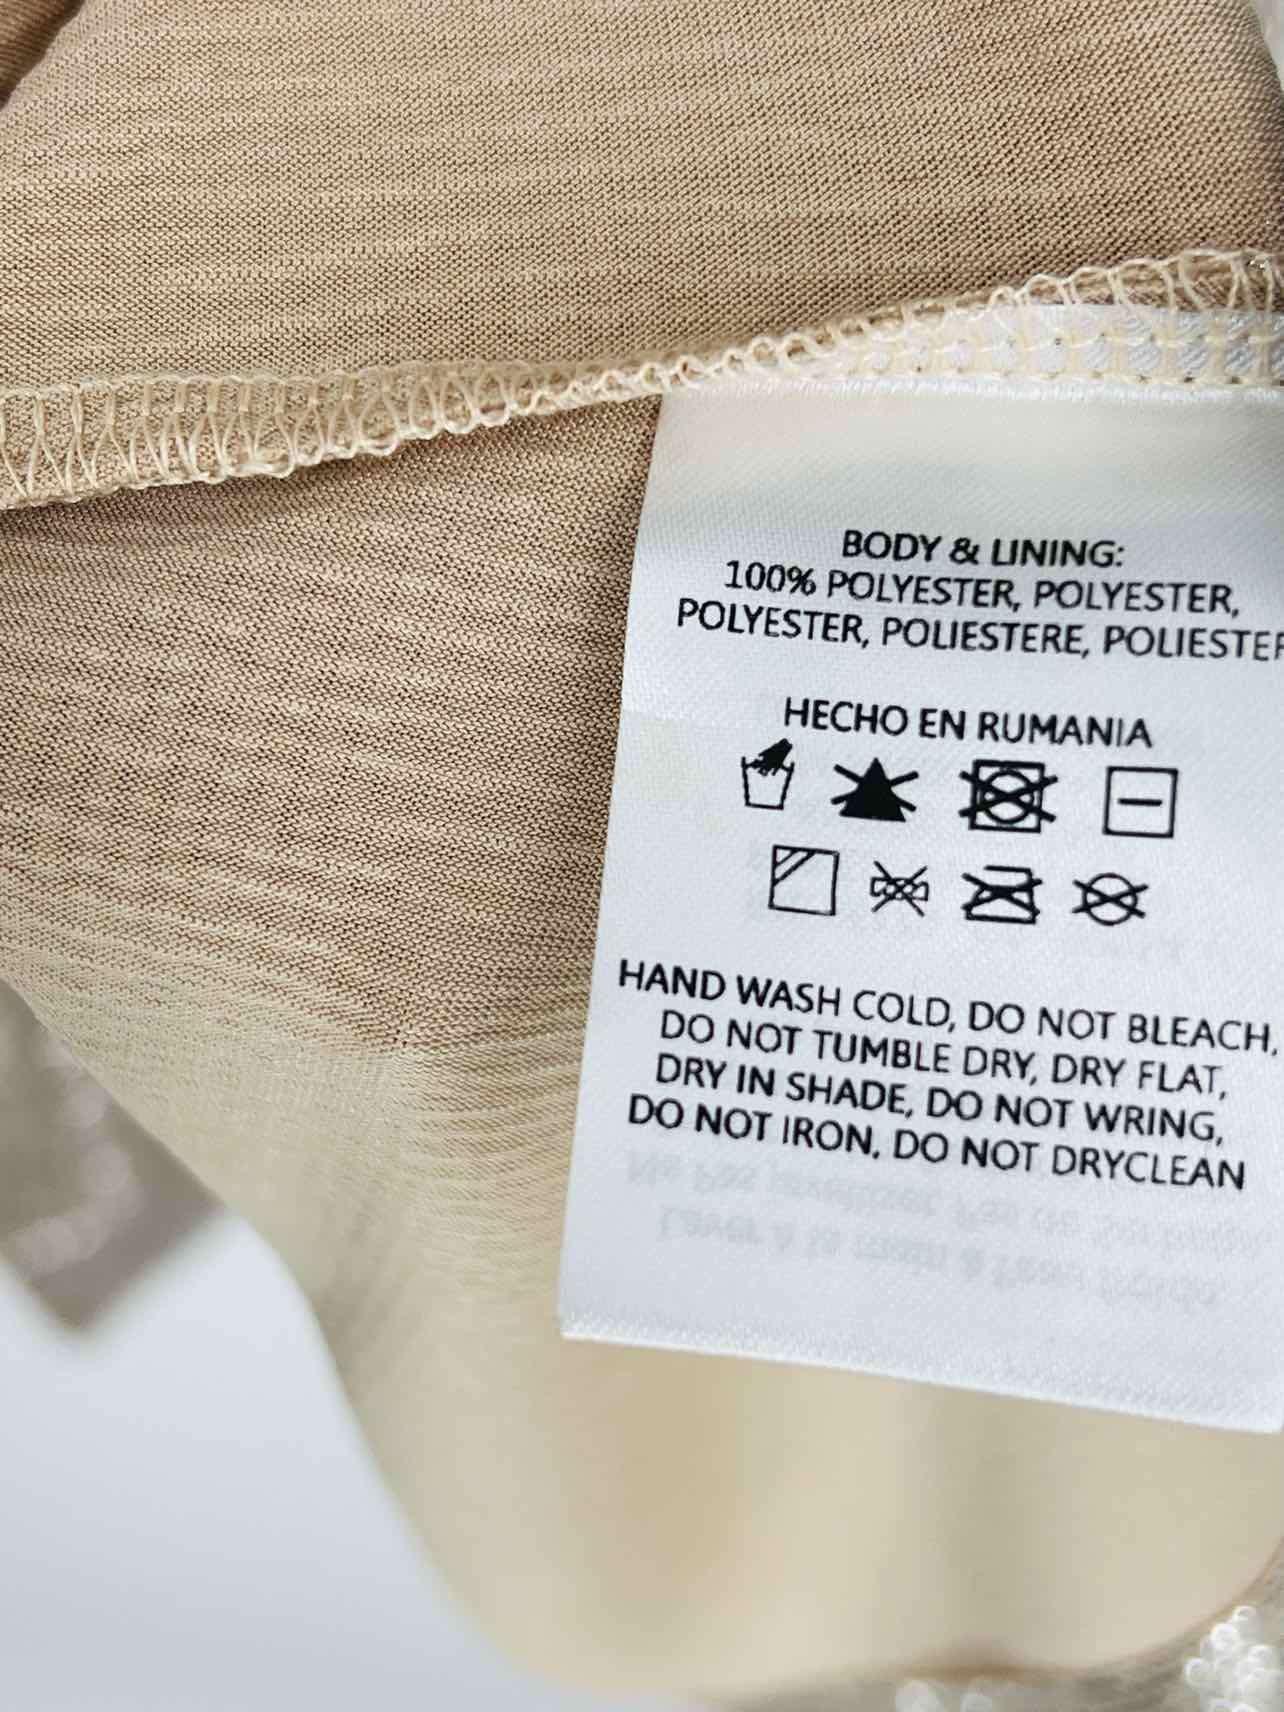 BODY & LINING:
100% POLYESTER, POLYESTER,
POLYESTER, POLIESTERE, POLIESTER
HECHO EN RUMANIA
HAND WASH COLD, DO NOT BLEACH,
DO NOT TUMBLE DRY, DRY FLAT,
DRY IN SHADE, DO NOT WRING,
DO NOT IRON, DO NOT DRYCLEAN